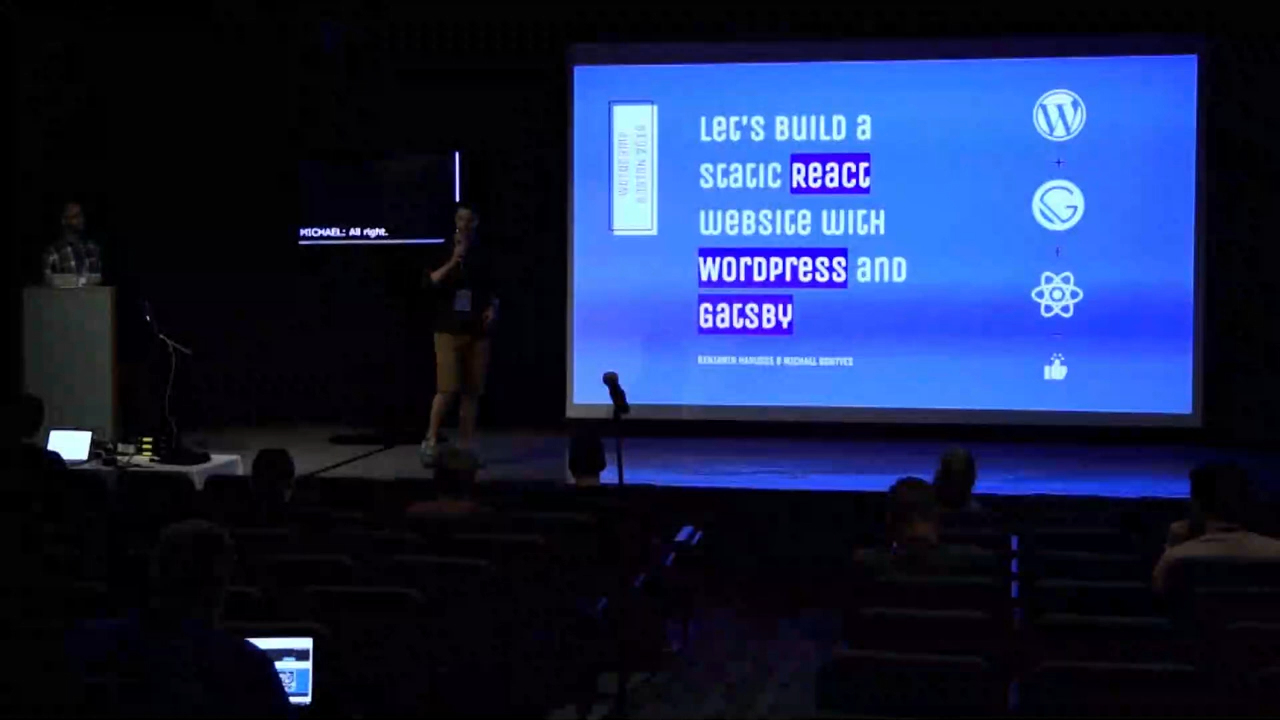 MICHAEL: All right.
Let's build a
static React
website with
WordPress and
Gatsby